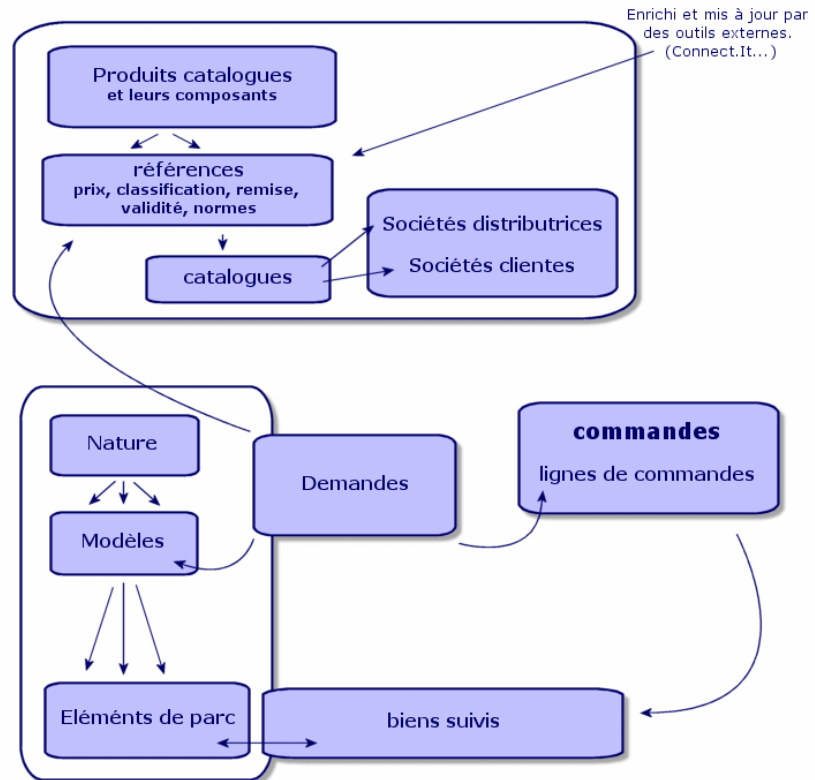 Enrichi et mis à jour par
des outils externes.
(Connect.It...)
Produits catalogues
et leurs composants
références
prix, classification, remise,
validité, normes
catalogues
Sociétés distributrices
Sociétés clientes
Nature
Modèles
Eléménts de parc
Demandes
commandes
lignes de commandes
biens suivis